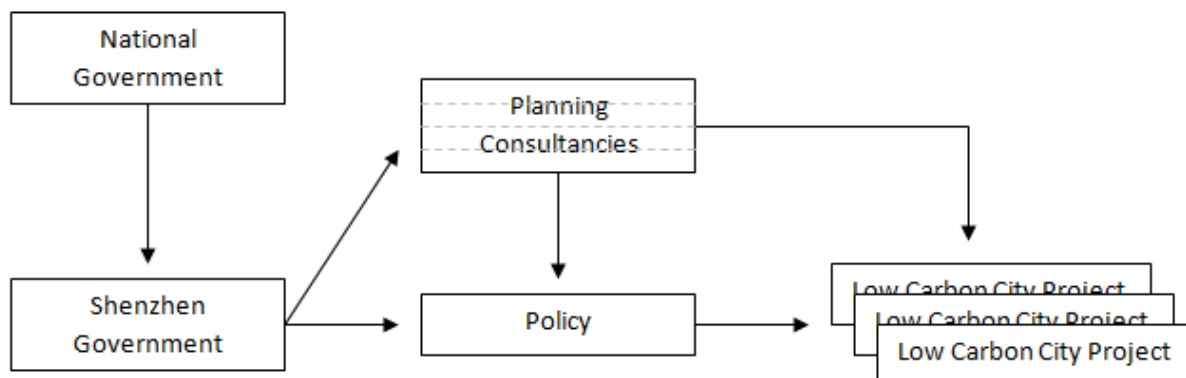 National
Government
Planning
Consultancies
Shenzhen
Government
Policy
Low Carbon City Project
Low Carbon City Project
Low Carbon City Project